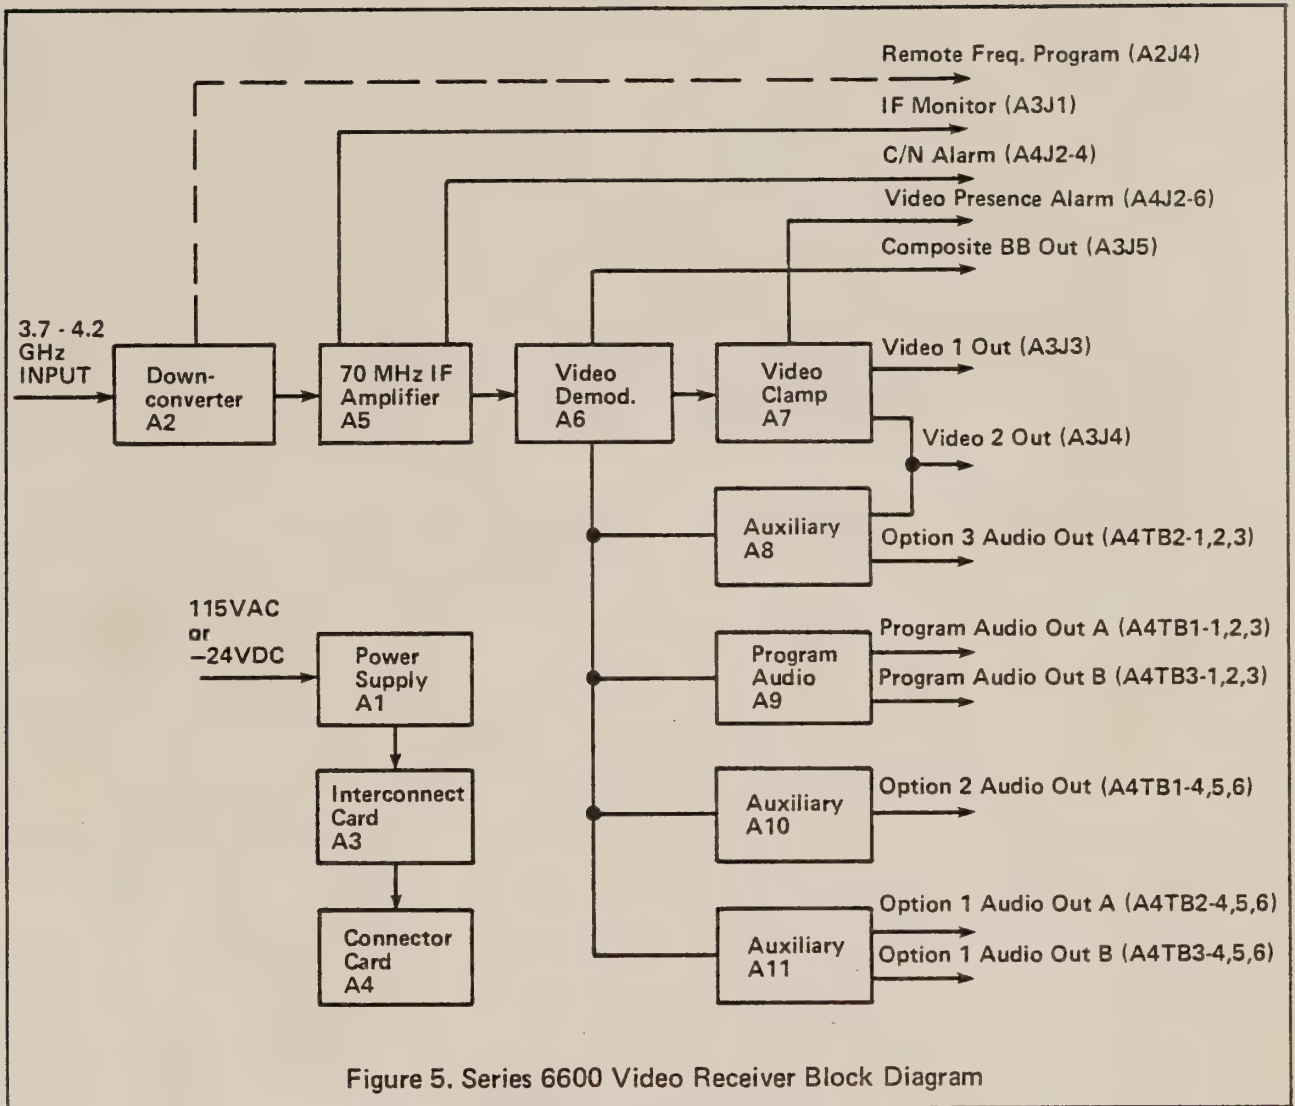 Remote Freq. Program (A2J4)
IF Monitor (A3J1)
C/N Alarm (A4J2-4)
Video Presence Alarm (A4J2-6)
Composite BB Out (A3J5)
3.7 - 4.2
GHz
INPUT
Down-
converter
A2
70 MHz IF
Amplifier
A5
Video
Demod.
A6
Video
Clamp
A7
Video 1 Out (A3J3)
Video 2 Out (A3J4)
Auxiliary
A8
Option 3 Audio Out (A4TB2-1,2,3)
115VAC
or
—24VDC
Power
Supply
A1
Program
Audio
A9
Program Audio Out A (A4TB1-1,2,3)
Program Audio Out B (A4TB3-1,2,3)
Interconnect
Card
A3
Auxiliary
A10
Option 2 Audio Out (A4TB1-4,5,6)
Connector
Card
A4
Auxiliary
A11
Option 1 Audio Out A (A4TB2-4,5,6)
Option 1 Audio Out B (A4TB3-4,5,6)
Figure 5. Series 6600 Video Receiver Block Diagram